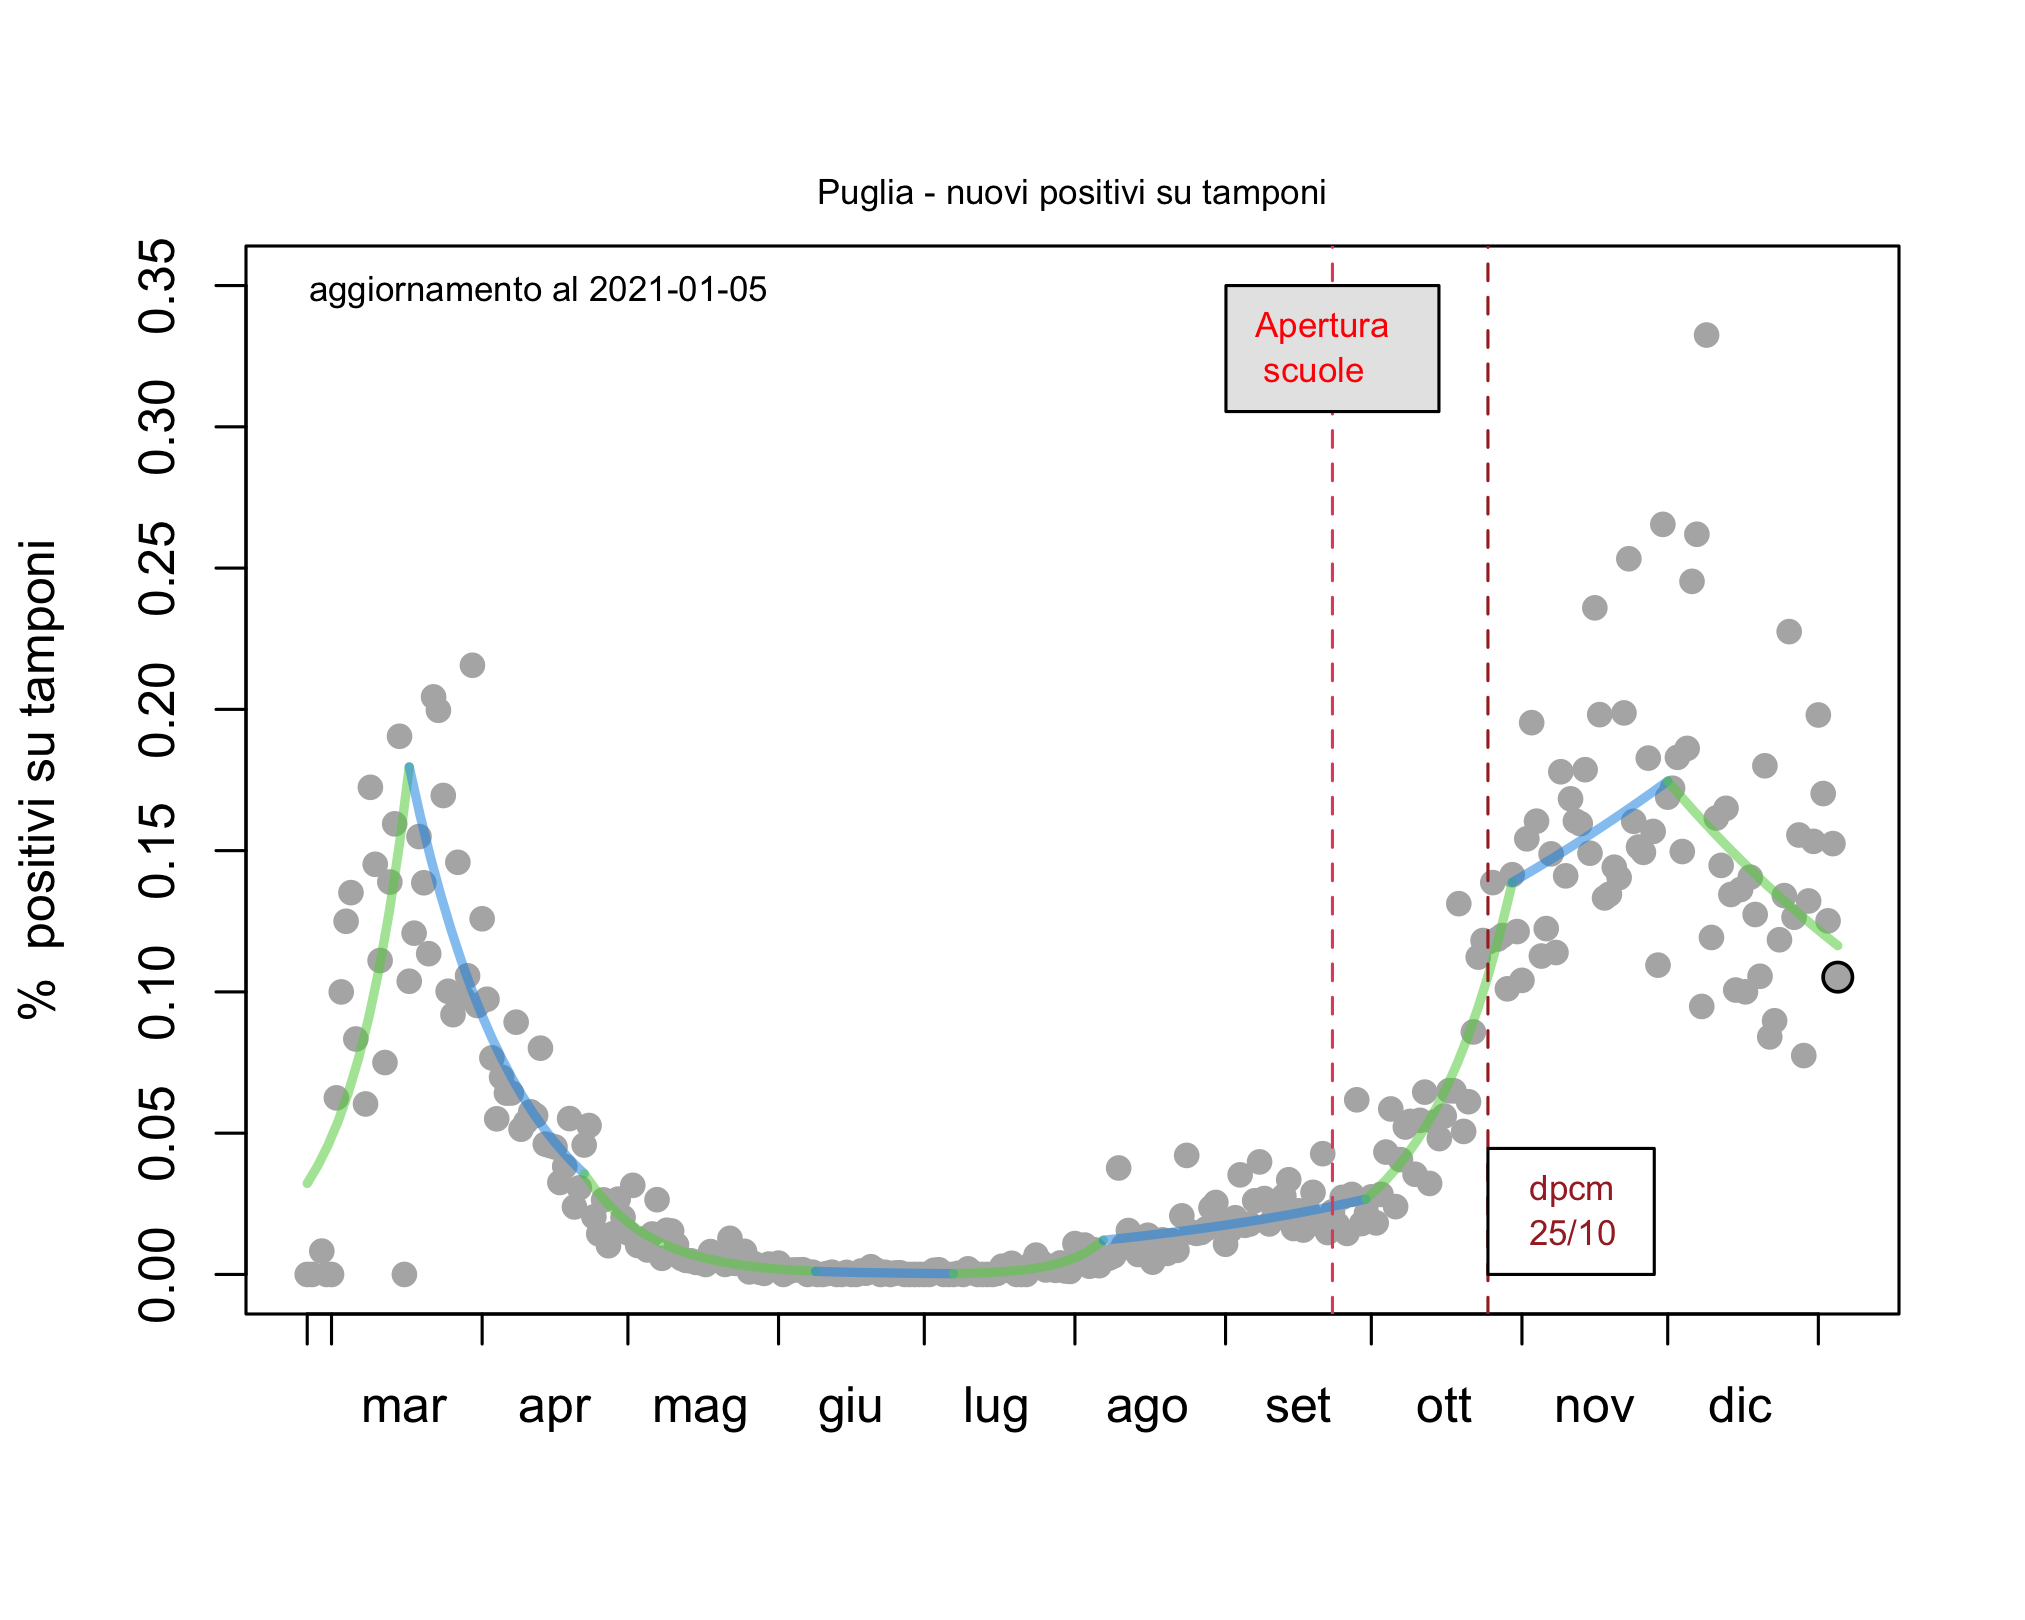 Puglia - nuovi positivi su tamponi
aggiornamento al 2021-01-05
Apertura
scuole
dpcm
25/10
% positivi su tamponi
0.35
0.30
0.25
0.20
0.15
0.10
0.05
0.00
mar apr mag giu lug ago set ott nov dic